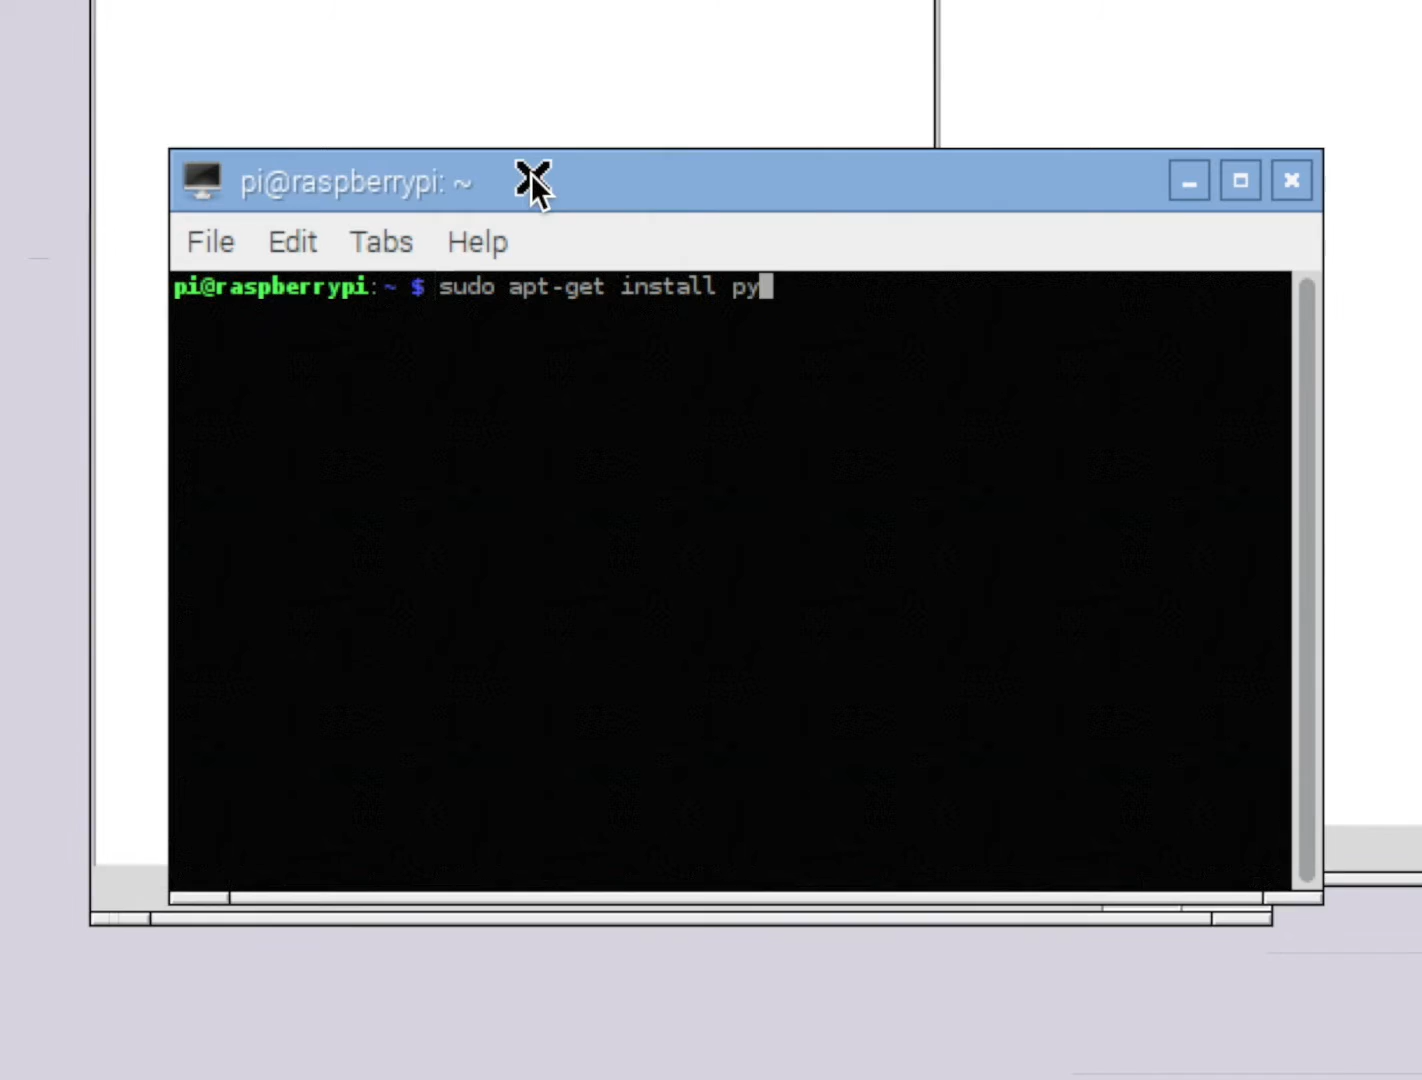 pi@raspberrypi: ~
File Edit Tabs Help
pi@raspberrypi:~ $ sudo apt-get install py